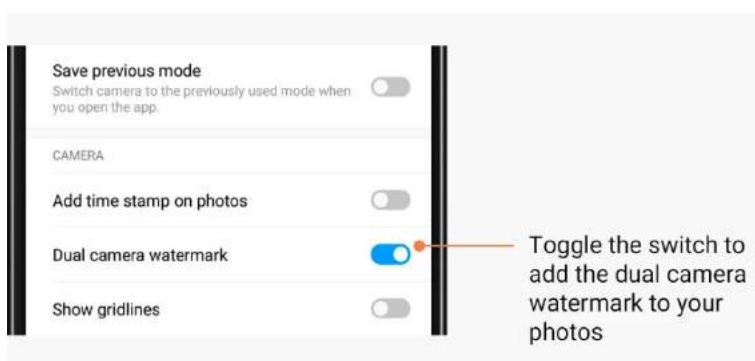 Save previous mode
Switch camera to the previously used mode when
you open the app.
CAMERA
Add time stamp on photos
Dual camera watermark
Show gridlines
Toggle the switch to
add the dual camera
watermark to your
photos